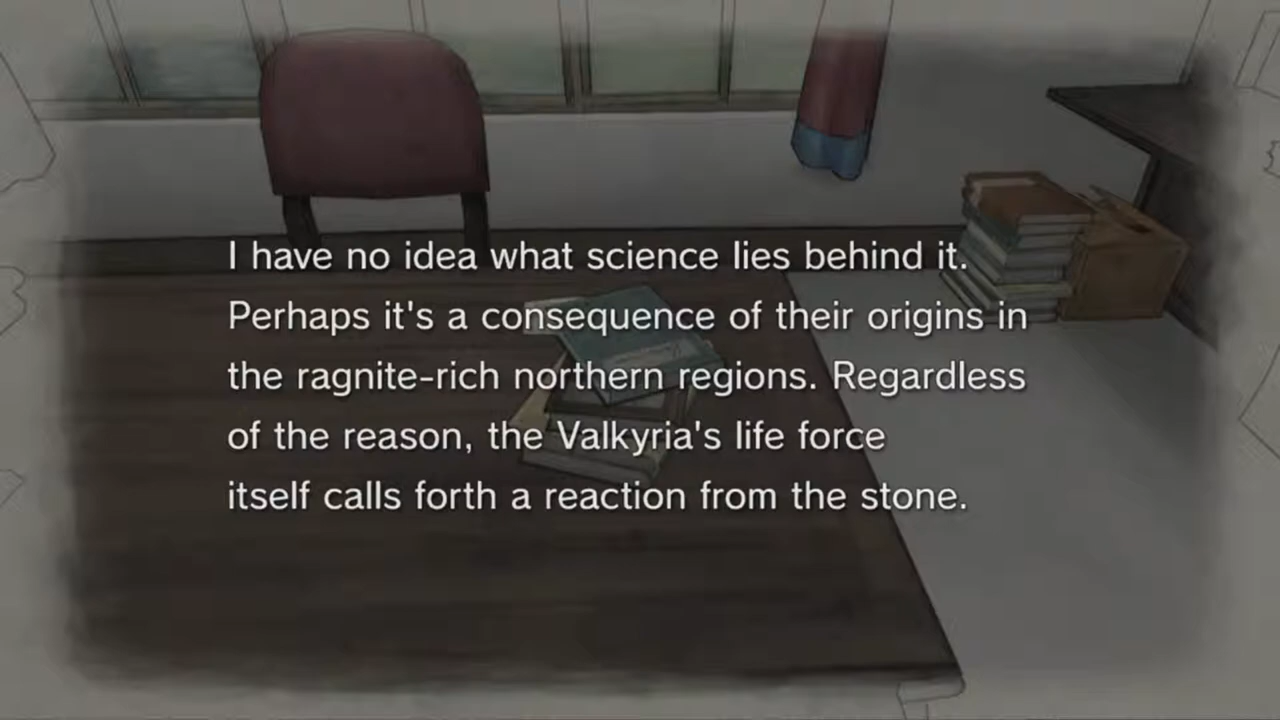 I have no idea what science lies behind it.
Perhaps it's a consequence of their origins in
the ragnite-rich northern regions. Regardless
of the reason, the Valkyria's life force
itself calls forth a reaction from the stone.